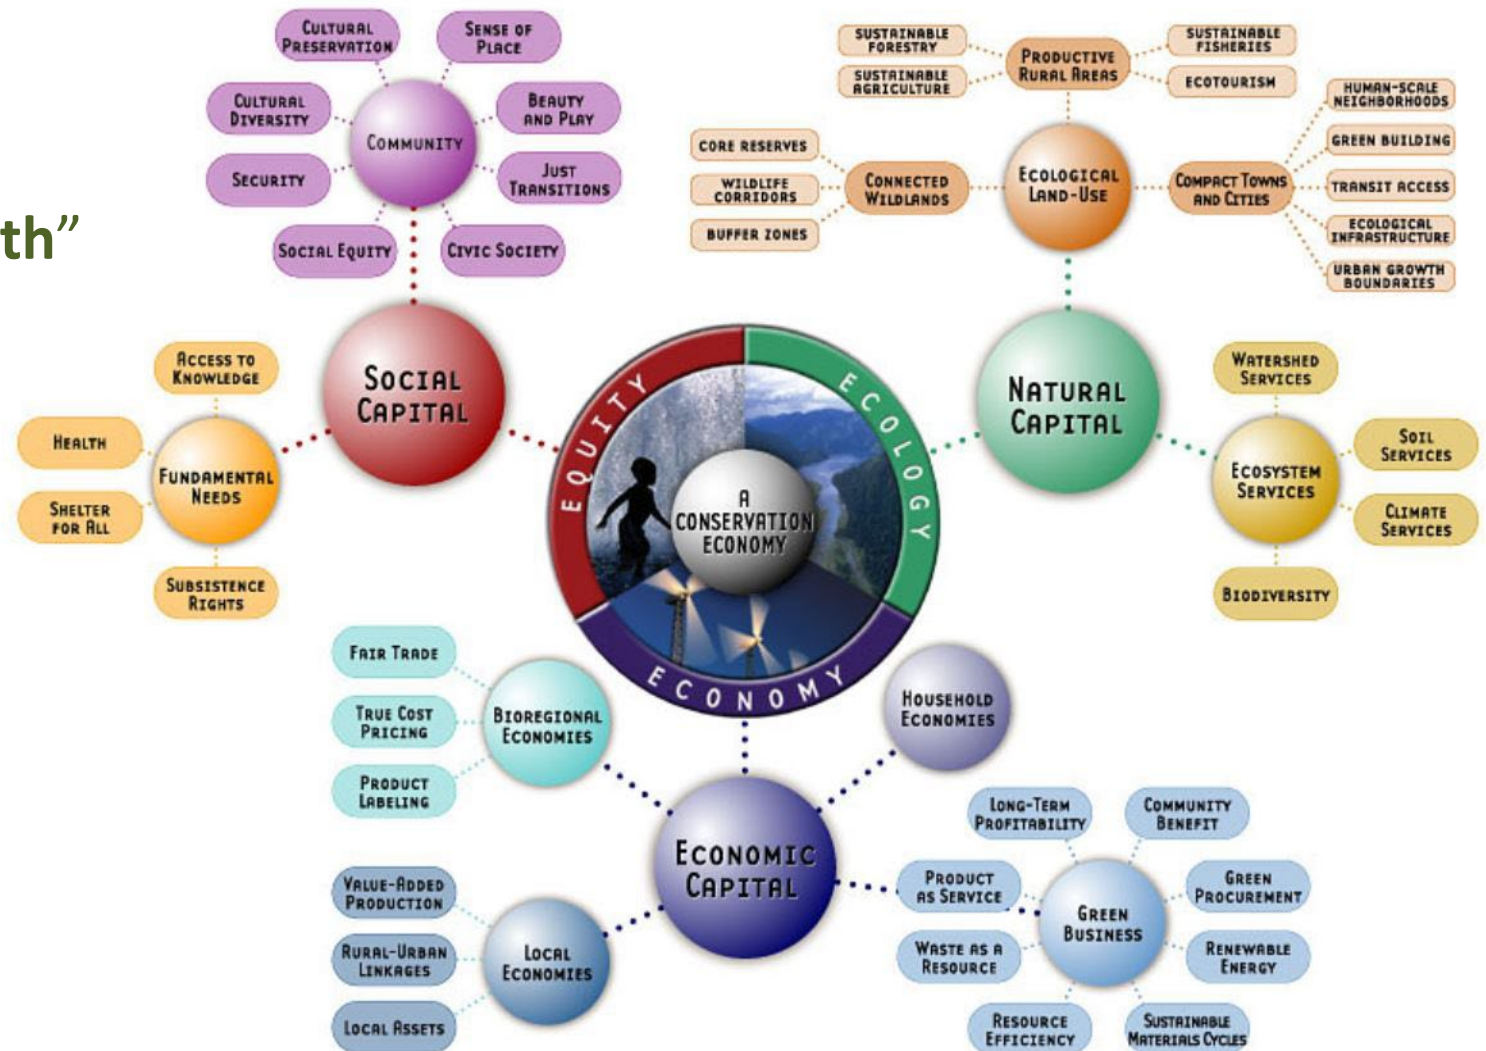 th”
CULTURAL
PRESERVATION
SENSE OF
PLACE
CULTURAL
DIVERSITY
BEAUTY
AND PLAY
COMMUNITY
SECURITY
JUST
TRANSITIONS
SOCIAL EQUITY
CIVIC SOCIETY
SUSTAINABLE
FORESTRY
SUSTAINABLE
AGRICULTURE
PRODUCTIVE
RURAL AREAS
SUSTAINABLE
FISHERIES
ECOTOURISM
CORE RESERVES
WILDLIFE
CORRIDORS
BUFFER ZONES
CONNECTED
WILDLANDS
ECOLOGICAL
LAND-USE
COMPACT TOWNS
AND CITIES
HUMAN-SCALE
NEIGHBORHOODS
GREEN BUILDING
TRANSIT ACCESS
ECOLOGICAL
INFRASTRUCTURE
URBAN GROWTH
BOUNDARIES
SOCIAL
CAPITAL
ACCESS TO
KNOWLEDGE
HEALTH
FUNDAMENTAL
NEEDS
SHELTER
FOR ALL
SUBSISTENCE
RIGHTS
EQUITY
ECOLOGY
ECONOMY
A
CONSERVATION
ECONOMY
NATURAL
CAPITAL
WATERSHED
SERVICES
SOIL
SERVICES
ECOSYSTEM
SERVICES
CLIMATE
SERVICES
BIODIVERSITY
FAIR TRADE
TRUE COST
PRICING
PRODUCT
LABELING
BIOREGIONAL
ECONOMIES
HOUSEHOLD
ECONOMIES
ECONOMIC
CAPITAL
VALUE-ADDED
PRODUCTION
RURAL-URBAN
LINKAGES
LOCAL ASSETS
LOCAL
ECONOMIES
LONG-TERM
PROFITABILITY
COMMUNITY
BENEFIT
PRODUCT
AS SERVICE
GREEN
PROCUREMENT
GREEN
BUSINESS
WASTE AS A
RESOURCE
RENEWABLE
ENERGY
RESOURCE
EFFICIENCY
SUSTAINABLE
MATERIALS CYCLES